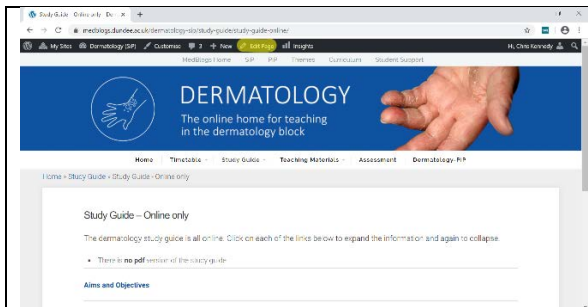 Study Guide - Online only - De
medblogs.dundee.ac.uk/dermatology-sip/study-guide/study-guide-online/
My Sites Dermatology (SIP) Customise 2 + New Edit Page Insights Hi, Chris Kennedy
MedBlogs Home SIP PIP Themes Curriculum Student Support
DERMATOLOGY
The online home for teaching
in the dermatology block
Home Timetable Study Guide Teaching Materials Assessment Dermatology-PIP
Home » Study Guide » Study Guide - Online only
Study Guide – Online only
The dermatology study guide is all online. Click on each of the links below to expand the information and again to collapse.
• There is no pdf version of the study guide
Aims and Objectives